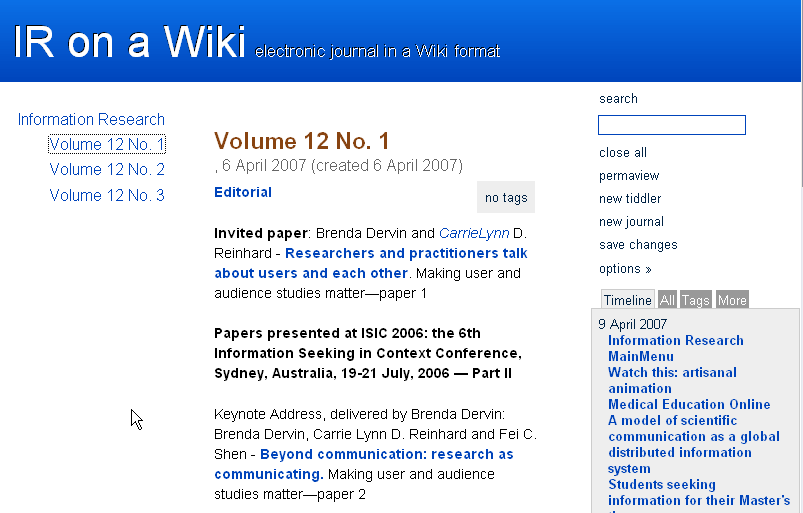 IR on a Wiki electronic journal in a Wiki format
Information Research
Volume 12 No. 1
Volume 12 No. 2
Volume 12 No. 3
Volume 12 No. 1
, 6 April 2007 (created 6 April 2007)
Editorial
no tags
Invited paper: Brenda Dervin and CarrieLynn D.
Reinhard - Researchers and practitioners talk
about users and each other. Making user and
audience studies matter—paper 1
Papers presented at ISIC 2006: the 6th
Information Seeking in Context Conference,
Sydney, Australia, 19-21 July, 2006 — Part II
Keynote Address, delivered by Brenda Dervin:
Brenda Dervin, Carrie Lynn D. Reinhard and Fei C.
Shen - Beyond communication: research as
communicating. Making user and audience
studies matter—paper 2
search
close all
permaview
new tiddler
new journal
save changes
options »
Timeline All Tags More
9 April 2007
Information Research
MainMenu
Watch this: artisanal
animation
Medical Education Online
A model of scientific
communication as a global
distributed information
system
Students seeking
information for their Master's